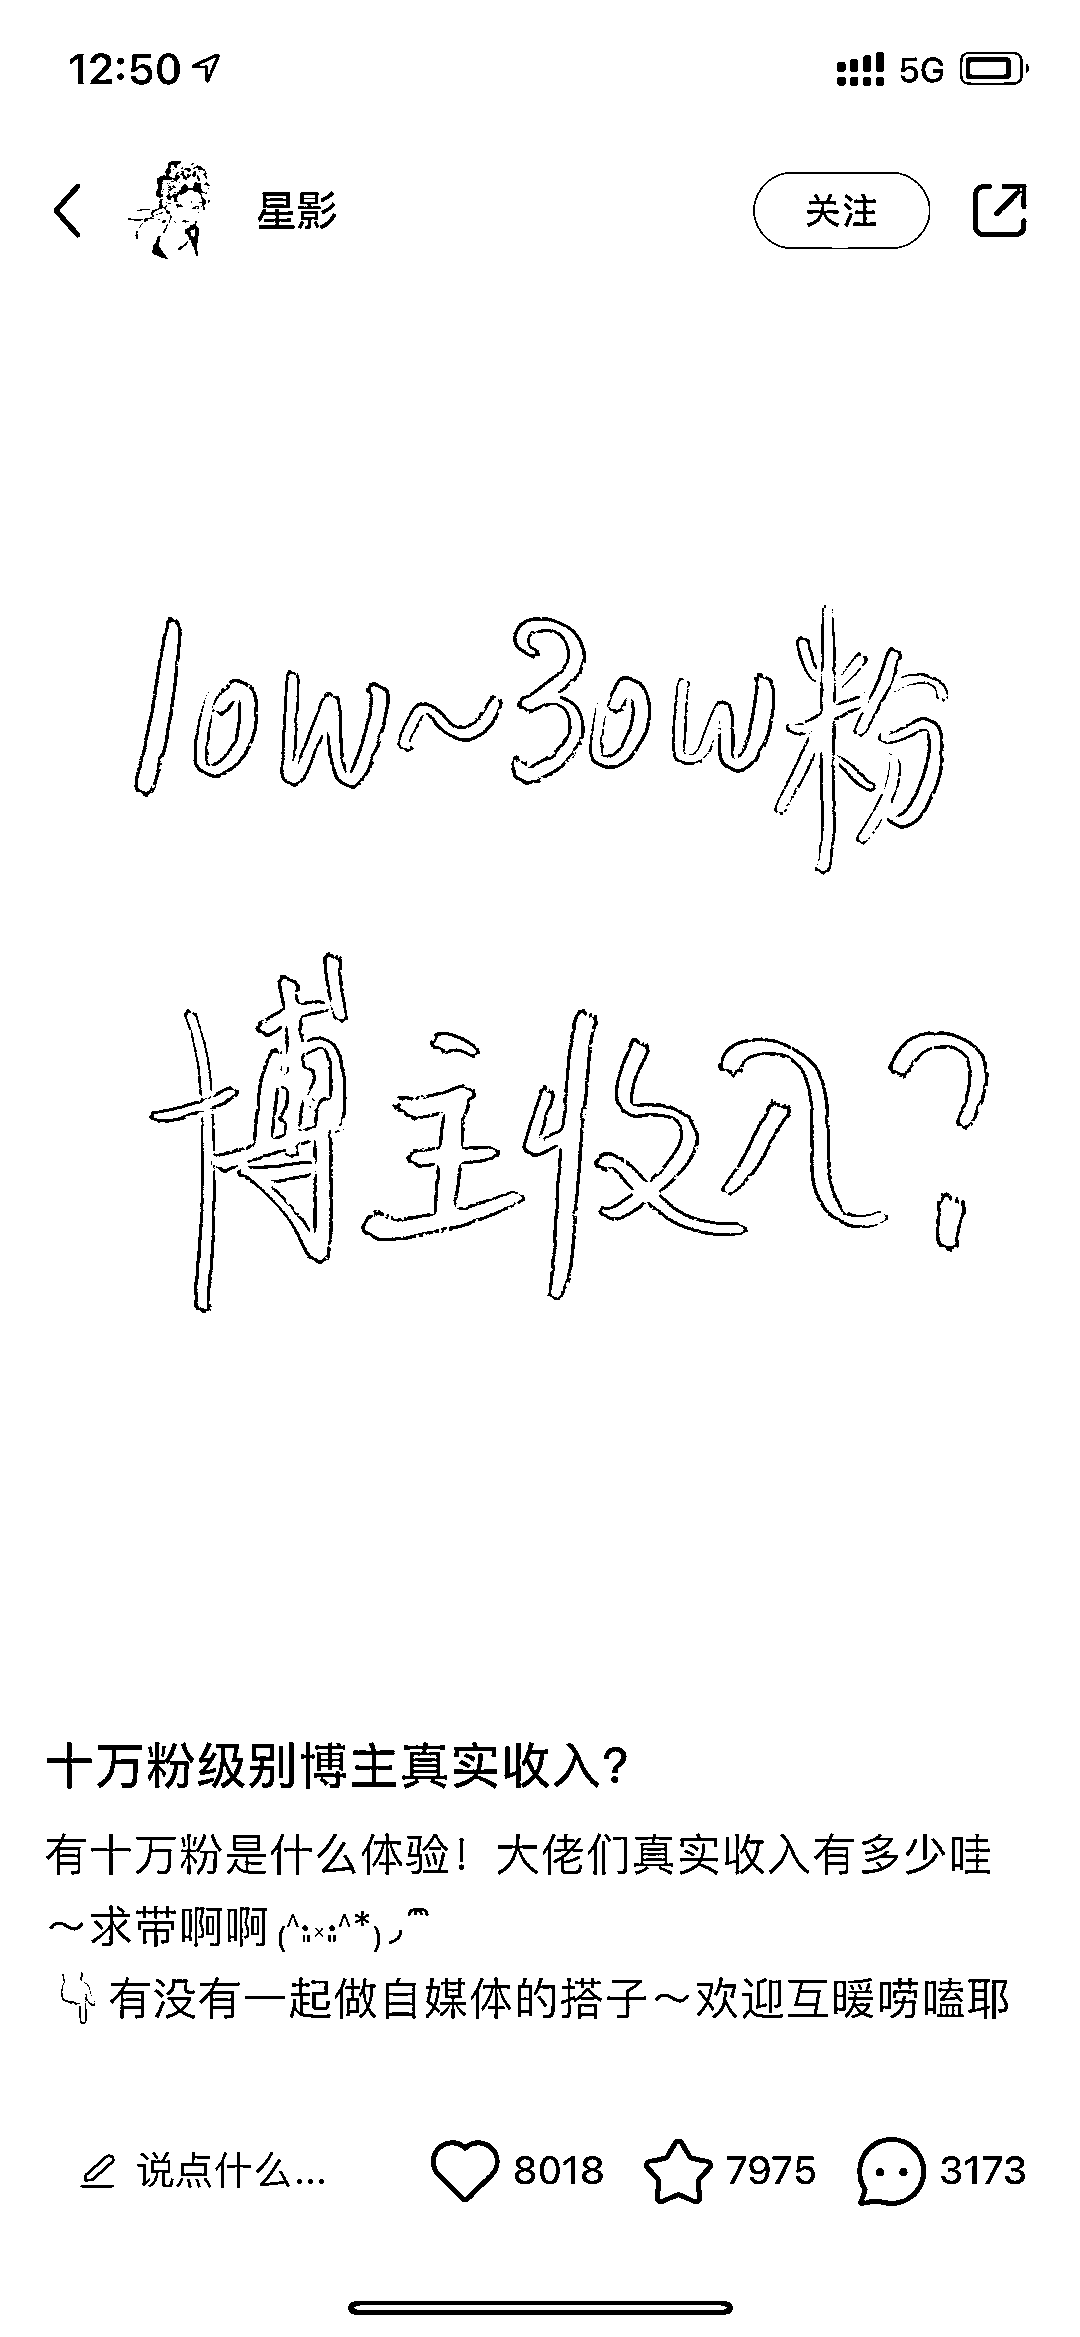 12:50 5G
星影 关注
10w~30w粉
博主收入?
十万粉级别博主真实收入?
有十万粉是什么体验！大佬们真实收入有多少哇
～求带啊啊 (^:×:^*)◞ ͡
👇有没有一起做自媒体的搭子～欢迎互暖唠嗑耶
说点什么... 8018 7975 3173